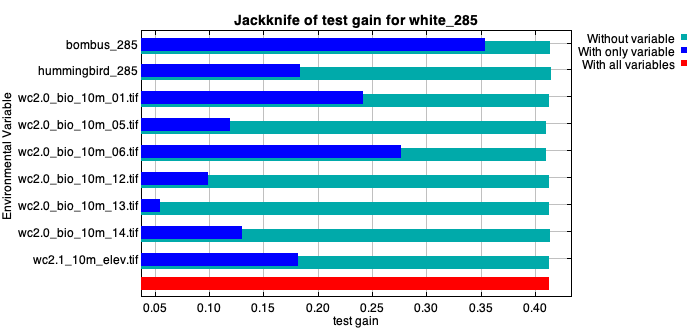 Jackknife of test gain for white_285
Without variable
With only variable
With all variables
Environmental Variable
bombus_285
hummingbird_285
wc2.0_bio_10m_01.tif
wc2.0_bio_10m_05.tif
wc2.0_bio_10m_06.tif
wc2.0_bio_10m_12.tif
wc2.0_bio_10m_13.tif
wc2.0_bio_10m_14.tif
wc2.1_10m_elev.tif
0.05 0.10 0.15 0.20 0.25 0.30 0.35 0.40
test gain